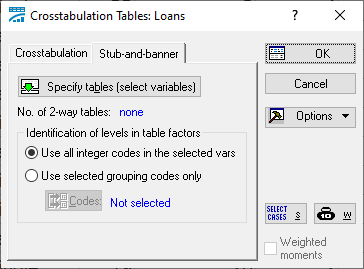 Crosstabulation Tables: Loans ? ×
Crosstabulation Stub-and-banner
OK
Specify tables (select variables)
Cancel
No. of 2-way tables: none
Options
Identification of levels in table factors
Use all integer codes in the selected vars
Use selected grouping codes only
Codes: Not selected
SELECT CASES S
W
Weighted moments